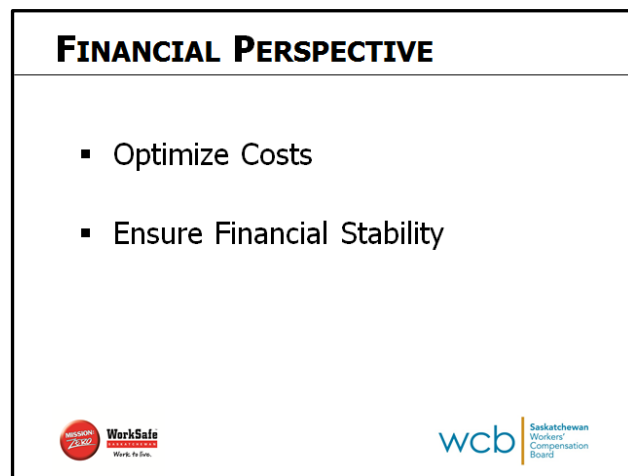 FINANCIAL PERSPECTIVE
▪ Optimize Costs
▪ Ensure Financial Stability
MISSION:
ZERO
WorkSafe
SASKATCHEWAN
Work to live.
wcb
Saskatchewan
Workers'
Compensation
Board